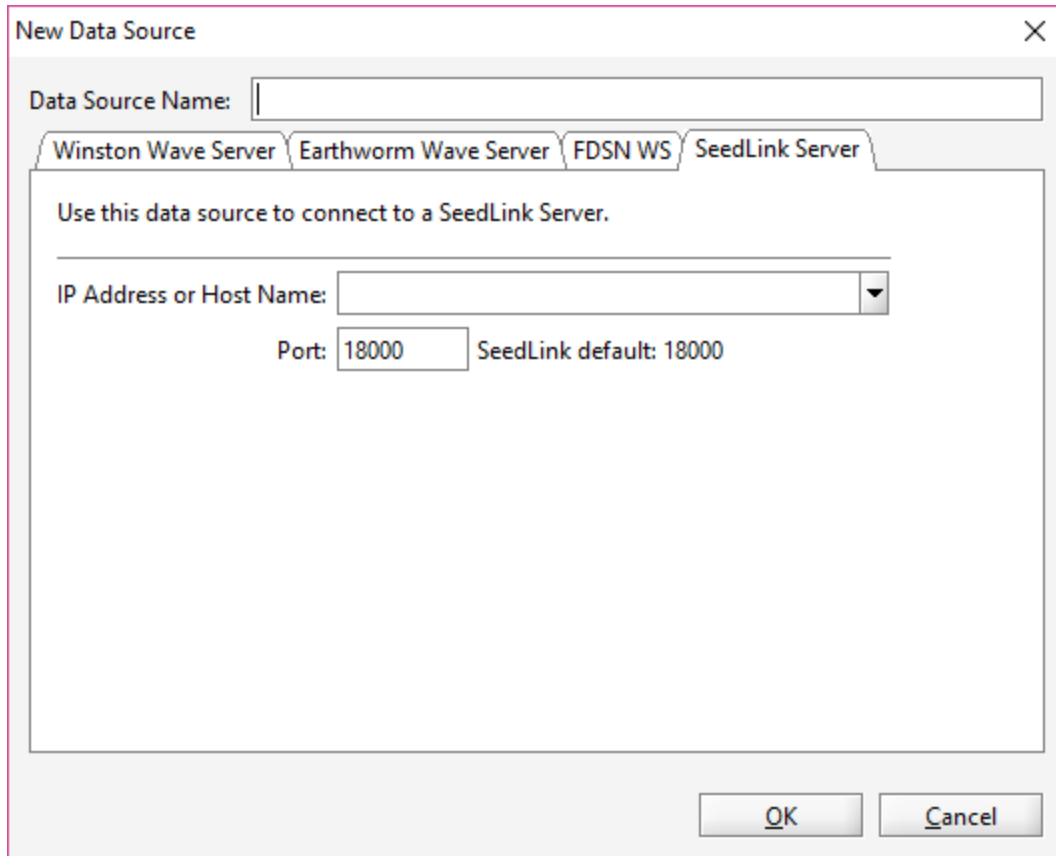 New Data Source
Data Source Name:
Winston Wave Server Earthworm Wave Server FDSN WS SeedLink Server
Use this data source to connect to a SeedLink Server.
IP Address or Host Name:
Port: 18000 SeedLink default: 18000
OK Cancel